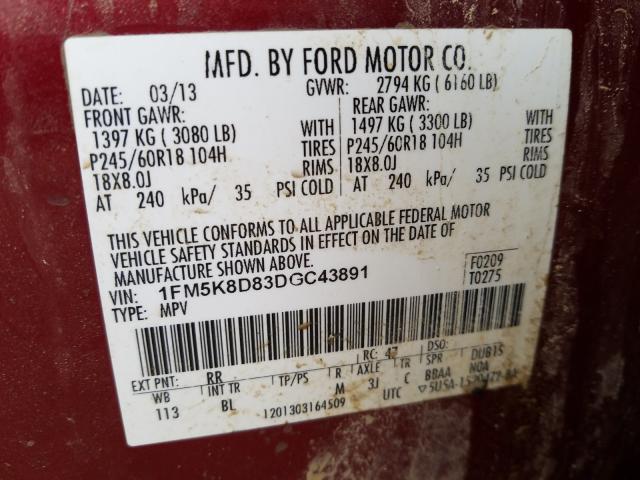 MFD. BY FORD MOTOR CO.
DATE: 03/13 GVWR: 2794 KG ( 6160 LB)
FRONT GAWR: REAR GAWR:
1397 KG ( 3080 LB) WITH 1497 KG ( 3300 LB) WITH
P245/60R18 104H TIRES P245/60R18 104H TIRES
18X8.0J RIMS 18X8.0J RIMS
AT 240 kPa/ 35 PSI COLD AT 240 kPa/ 35 PSI COLD
THIS VEHICLE CONFORMS TO ALL APPLICABLE FEDERAL MOTOR
VEHICLE SAFETY STANDARDS IN EFFECT ON THE DATE OF
MANUFACTURE SHOWN ABOVE.
VIN: 1FM5K8D83DGC43891 F0209
TYPE: MPV T0275
EXT PNT: RR RC: 47 DSO:
WB INT TR TP/PS R AXLE TR SPR DUB1S
113 BL M 3J C BBAA NOA
1201303164509 UTC